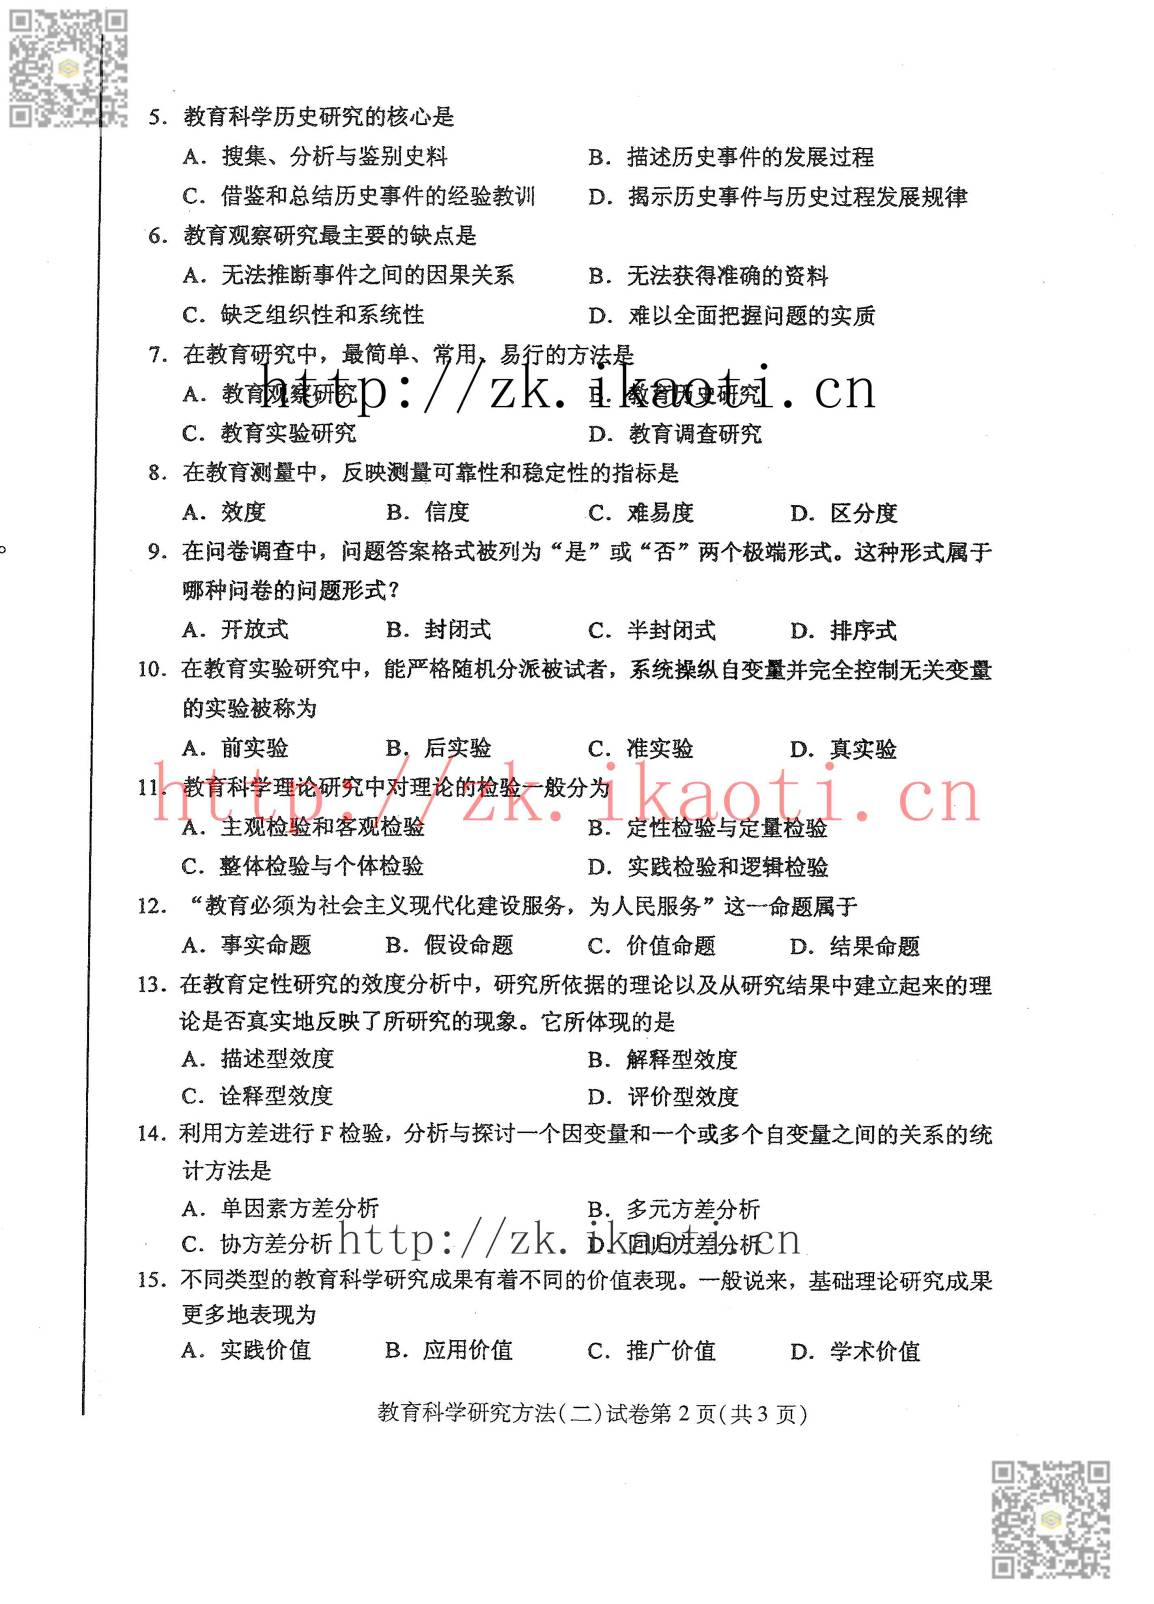 5. 教育科学历史研究的核心是
A. 搜集、分析与鉴别史料 B. 描述历史事件的发展过程
C. 借鉴和总结历史事件的经验教训 D. 揭示历史事件与历史过程发展规律
6. 教育观察研究最主要的缺点是
A. 无法推断事件之间的因果关系 B. 无法获得准确的资料
C. 缺乏组织性和系统性 D. 难以全面把握问题的实质
7. 在教育研究中，最简单、常用、易行的方法是
http://zk.ikaoti.cn
A. 教育观察研究 B. 教育历史研究
C. 教育实验研究 D. 教育调查研究
8. 在教育测量中，反映测量可靠性和稳定性的指标是
A. 效度 B. 信度 C. 难易度 D. 区分度
9. 在问卷调查中，问题答案格式被列为“是”或“否”两个极端形式。这种形式属于
哪种问卷的问题形式?
A. 开放式 B. 封闭式 C. 半封闭式 D. 排序式
10. 在教育实验研究中，能严格随机分派被试者，系统操纵自变量并完全控制无关变量
的实验被称为
A. 前实验 B. 后实验 C. 准实验 D. 真实验
http://zk.ikaoti.cn
11. 教育科学理论研究中对理论的检验一般分为
A. 主观检验和客观检验 B. 定性检验与定量检验
C. 整体检验与个体检验 D. 实践检验和逻辑检验
12. “教育必须为社会主义现代化建设服务，为人民服务”这一命题属于
A. 事实命题 B. 假设命题 C. 价值命题 D. 结果命题
13. 在教育定性研究的效度分析中，研究所依据的理论以及从研究结果中建立起来的理
论是否真实地反映了所研究的现象。它所体现的是
A. 描述型效度 B. 解释型效度
C. 诠释型效度 D. 评价型效度
14. 利用方差进行 F 检验，分析与探讨一个因变量和一个或多个自变量之间的关系的统
计方法是
A. 单因素方差分析 B. 多元方差分析
C. 协方差分析 D. 回归方差分析
http://zk.ikaoti.cn
15. 不同类型的教育科学研究成果有着不同的价值表现。一般说来，基础理论研究成果
更多地表现为
A. 实践价值 B. 应用价值 C. 推广价值 D. 学术价值
教育科学研究方法(二)试卷第 2 页(共 3 页)